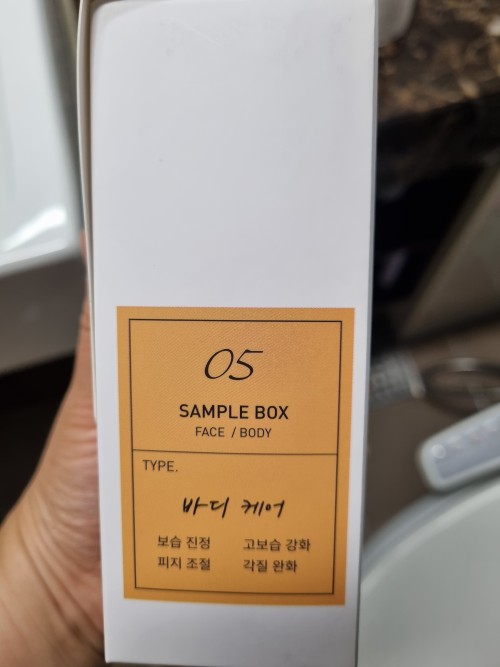 05
SAMPLE BOX
FACE / BODY
TYPE.
바디 케어
보습 진정 고보습 강화
피지 조절 각질 완화